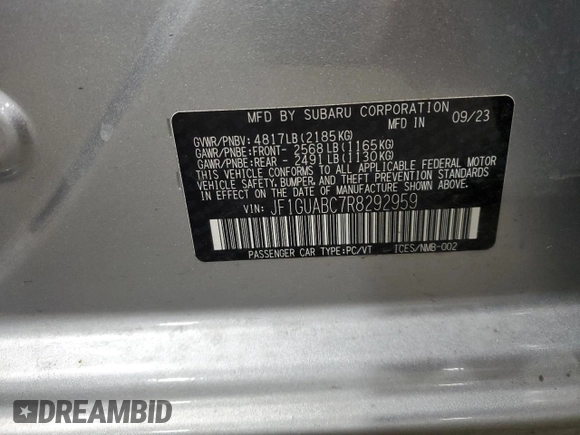 MFD BY SUBARU CORPORATION
MFD IN 09/23
GVWR/PNBV: 4817LB(2185KG)
GAWR/PNBE:FRONT- 2568LB(1165KG)
GAWR/PNBE:REAR - 2491LB(1130KG)
THIS VEHICLE CONFORMS TO ALL APPLICABLE FEDERAL MOTOR
VEHICLE SAFETY, BUMPER, AND THEFT PREVENTION STANDARDS
IN EFFECT ON THE DATE OF MANUFACTURE SHOWN ABOVE.
VIN: JF1GUABC7R8292959
PASSENGER CAR TYPE:PC/VT ICES/NMB-002
DREAMBID